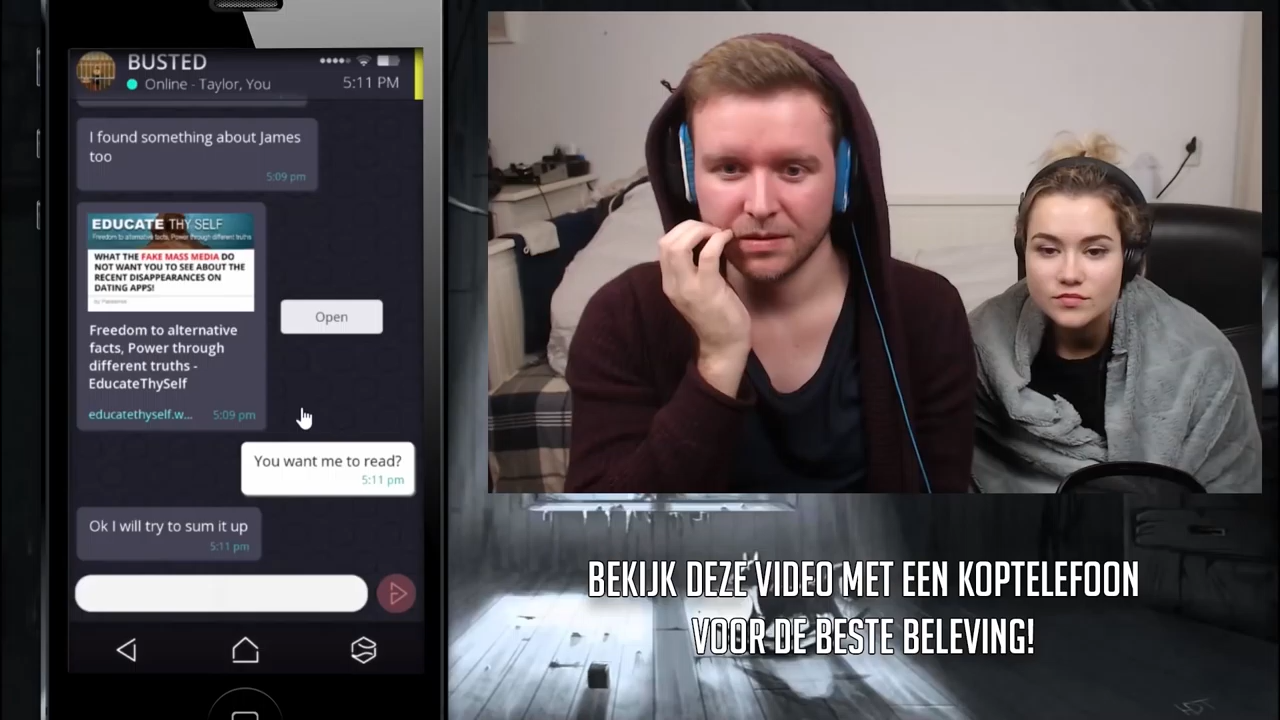 BUSTED
Online - Taylor, You
5:11 PM
I found something about James
too
5:09 pm
EDUCATE THY SELF
Freedom to alternative facts, Power through different truths
WHAT THE FAKE MASS MEDIA DO
NOT WANT YOU TO SEE ABOUT THE
RECENT DISAPPEARANCES ON
DATING APPS!
Open
Freedom to alternative
facts, Power through
different truths -
EducateThySelf
educatethyself.w...
5:09 pm
You want me to read?
5:11 pm
Ok I will try to sum it up
5:11 pm
BEKIJK DEZE VIDEO MET EEN KOPTELEFOON
VOOR DE BESTE BELEVING!